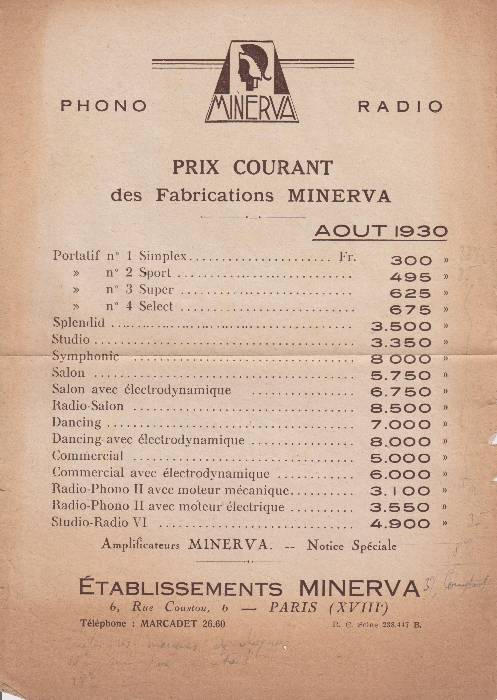 MINERVA
PHONO RADIO
PRIX COURANT
des Fabrications MINERVA
AOUT 1930
Portatif n° 1 Simplex...................... Fr. 300 »
» n° 2 Sport ........................... 495 »
» n° 3 Super ........................... 625 »
» n° 4 Select ........................... 675 »
Splendid ..................................... 3.500 »
Studio ........................................ 3.350 »
Symphonic .................................. 8 000 »
Salon ........................................ 5.750 »
Salon avec électrodynamique ................ 6.750 »
Radio-Salon ................................. 8.500 »
Dancing ...................................... 7.000 »
Dancing avec électrodynamique ................ 8.000 »
Commercial .................................. 5.000 »
Commercial avec électrodynamique ............ 6.000 »
Radio-Phono II avec moteur mécanique.......... 3.100 »
Radio-Phono II avec moteur électrique .......... 3.550 »
Studio-Radio VI .............................. 4.900 »
Amplificateurs MINERVA. -- Notice Spéciale
ÉTABLISSEMENTS MINERVA
6, Rue Coustou, 6 — PARIS (XVIIIe)
Téléphone : MARCADET 26.60 R. C. Seine 238.447 B.